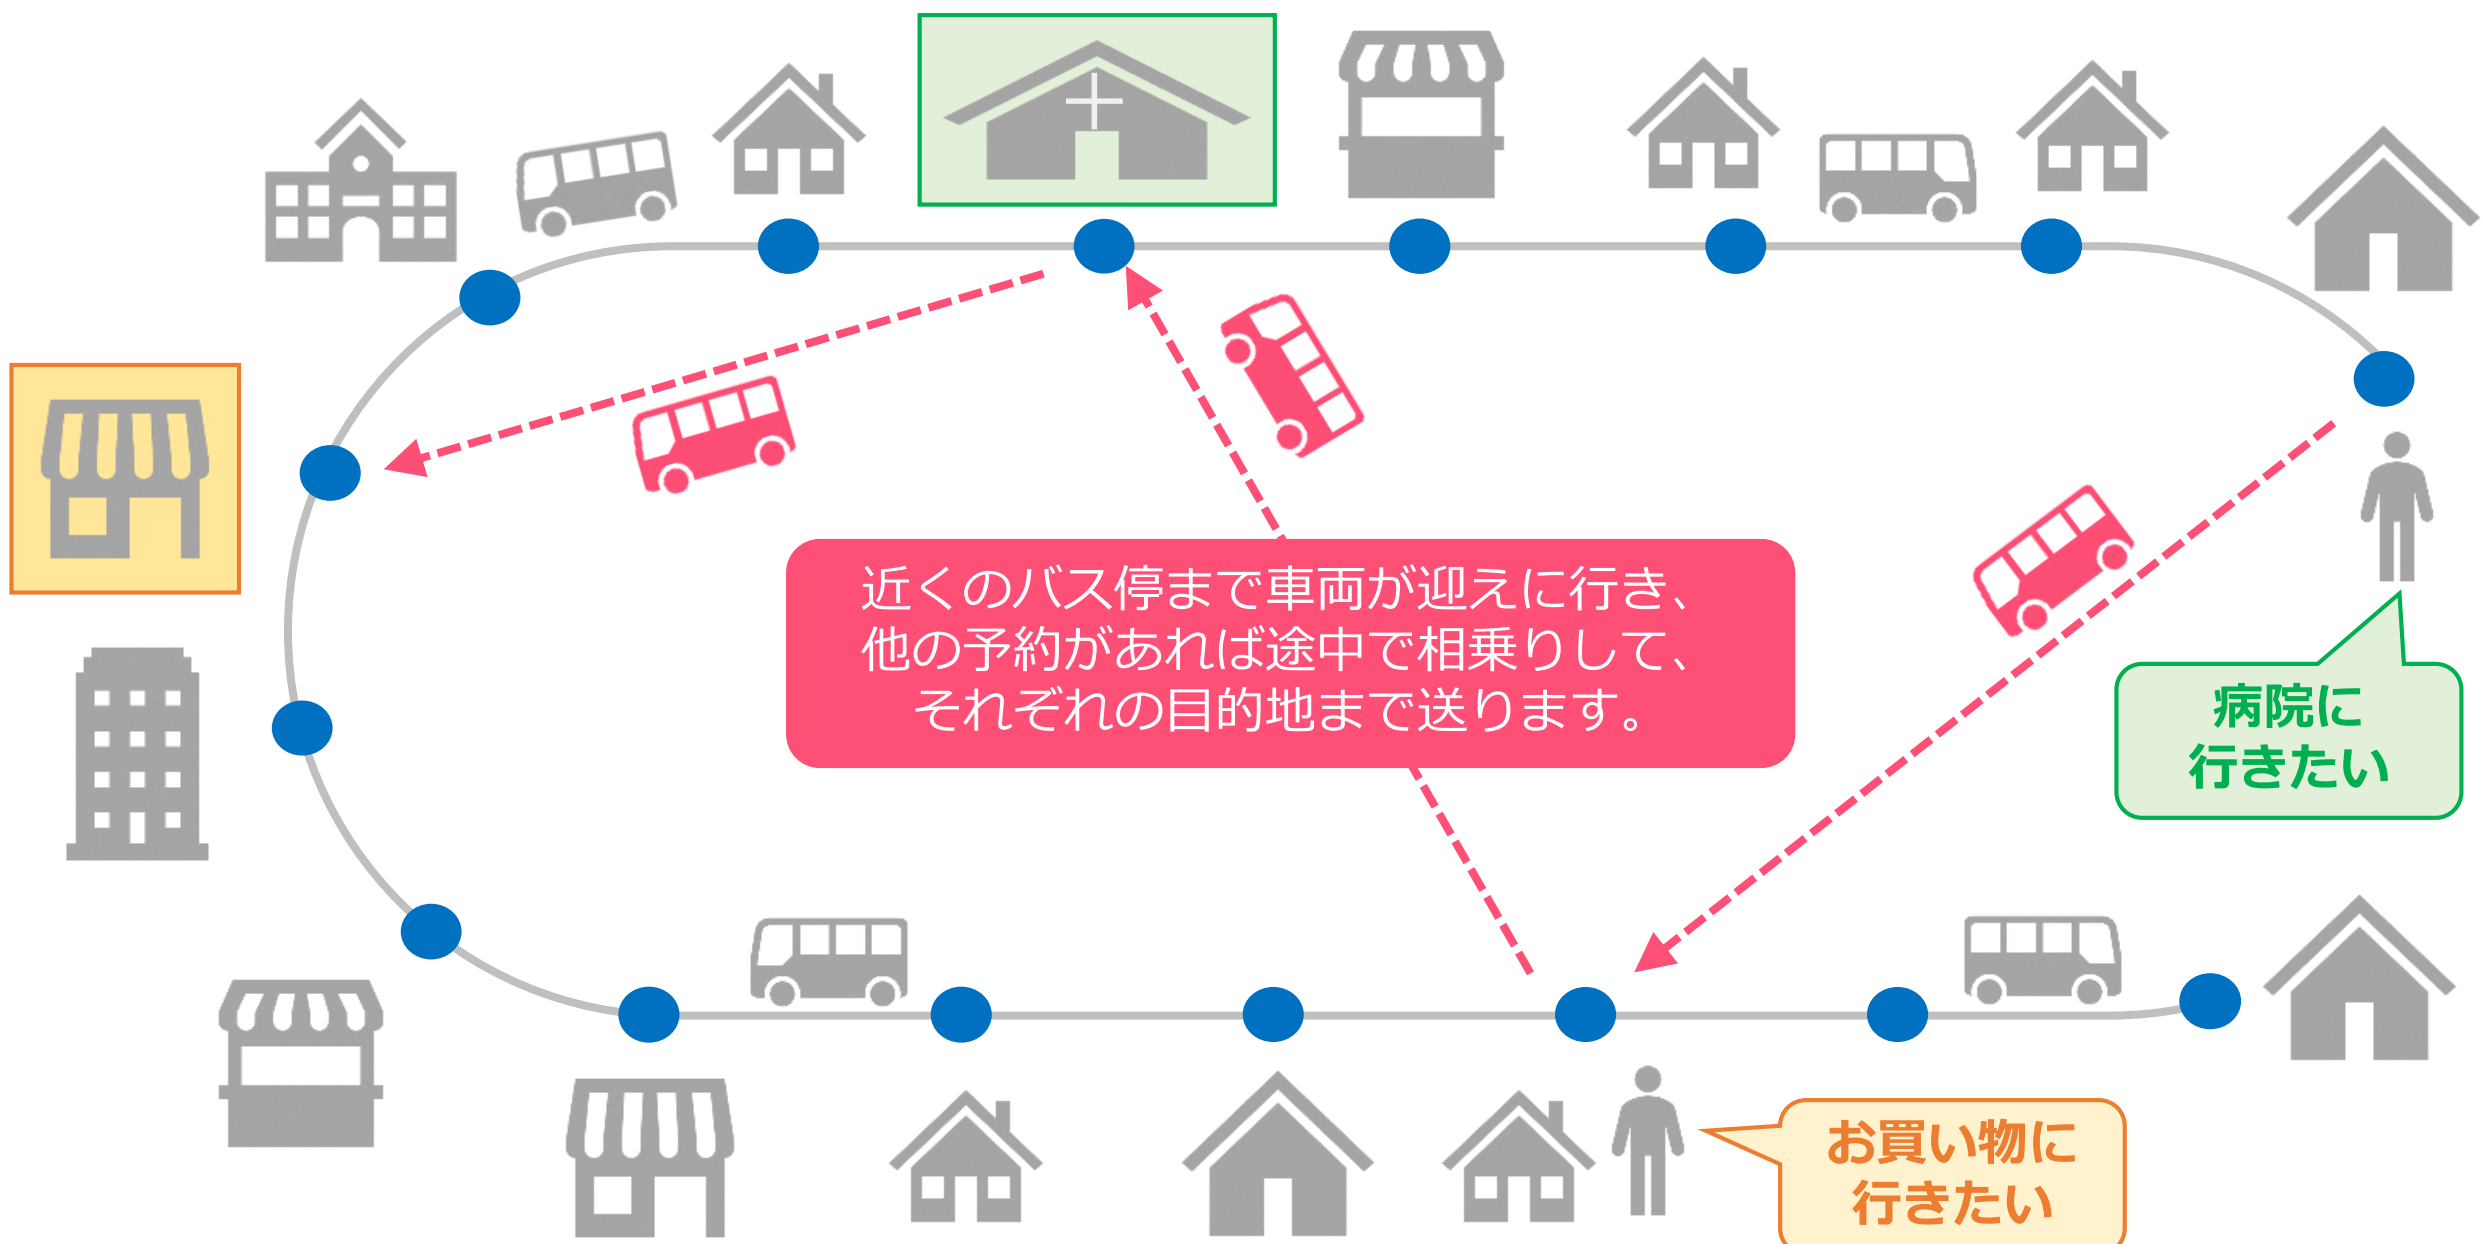 近くのバス停まで車両が迎えに行き、
他の予約があれば途中で相乗りして、
それぞれの目的地まで送ります。
病院に
行きたい
お買い物に
行きたい